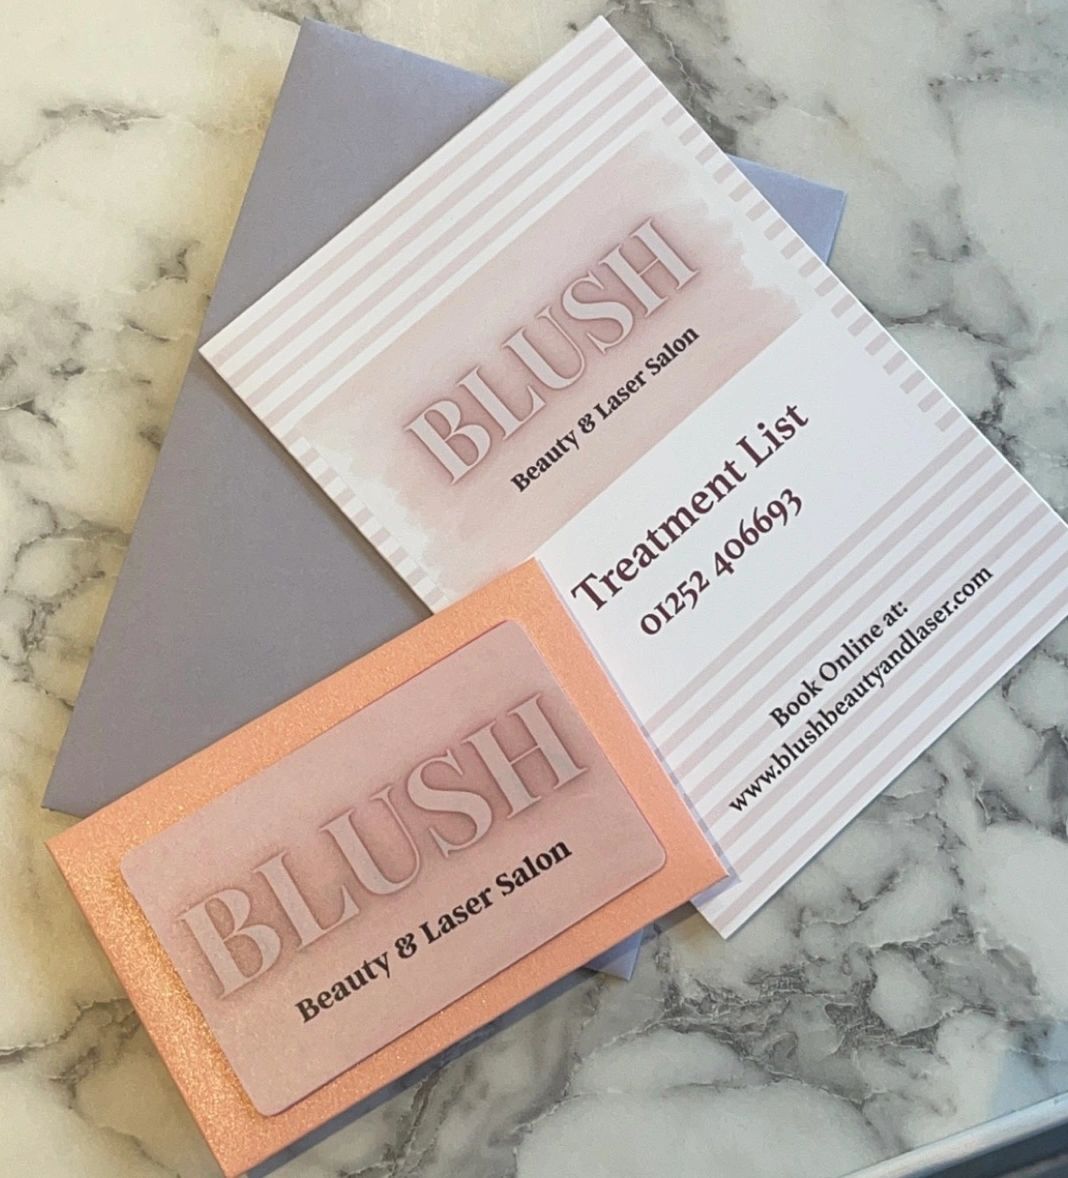 BLUSH
Beauty & Laser Salon
Treatment List
01252 406693
Book Online at:
www.blushbeautyandlaser.com
BLUSH
Beauty & Laser Salon